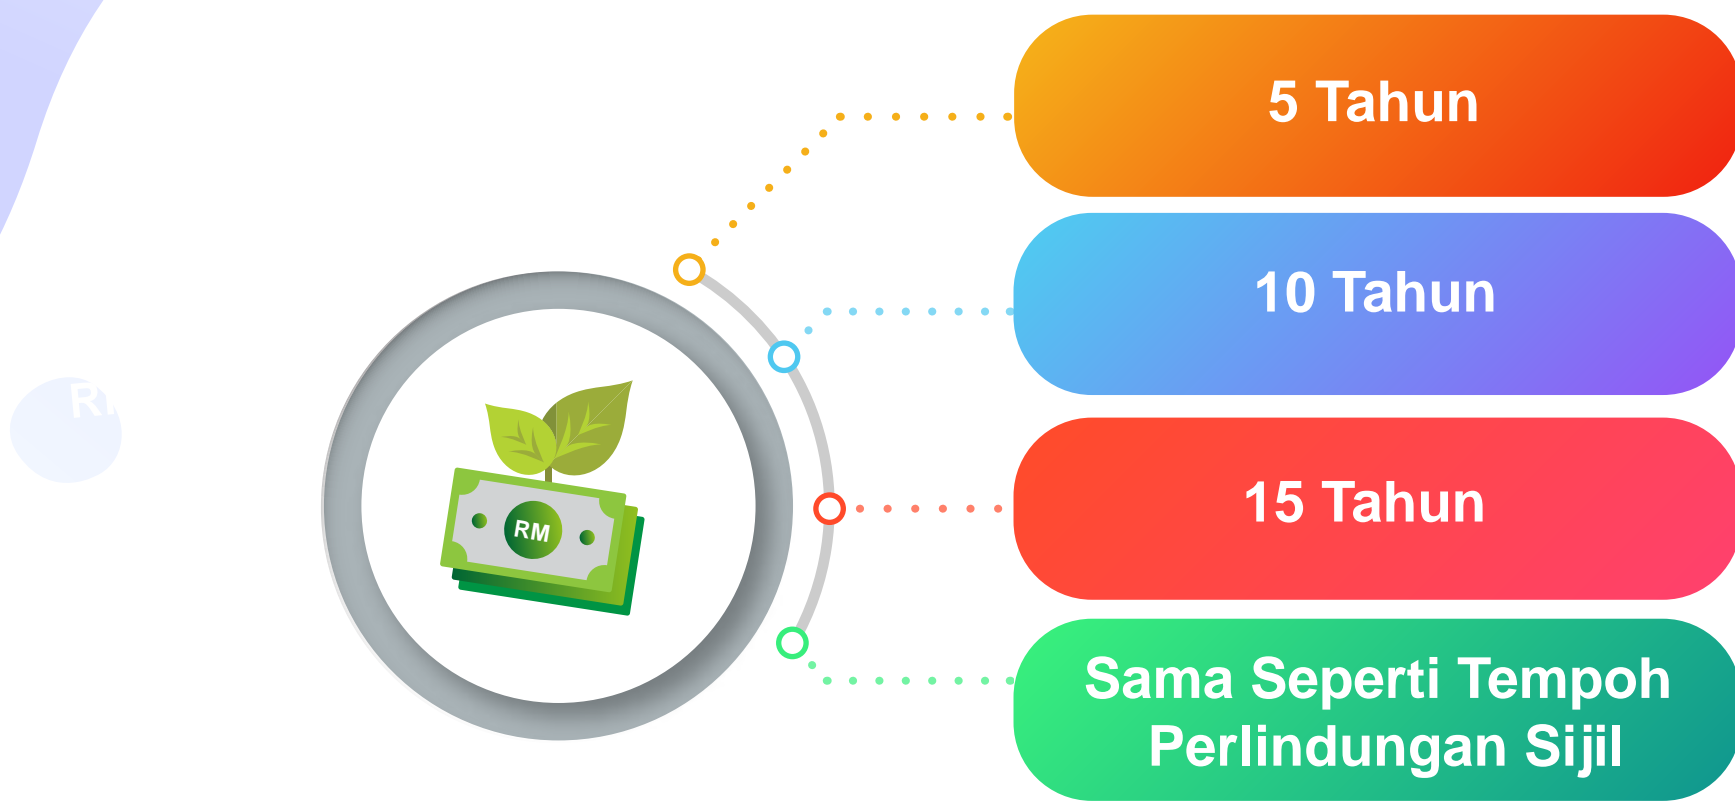 5 Tahun
10 Tahun
RM
15 Tahun
Sama Seperti Tempoh
Perlindungan Sijil